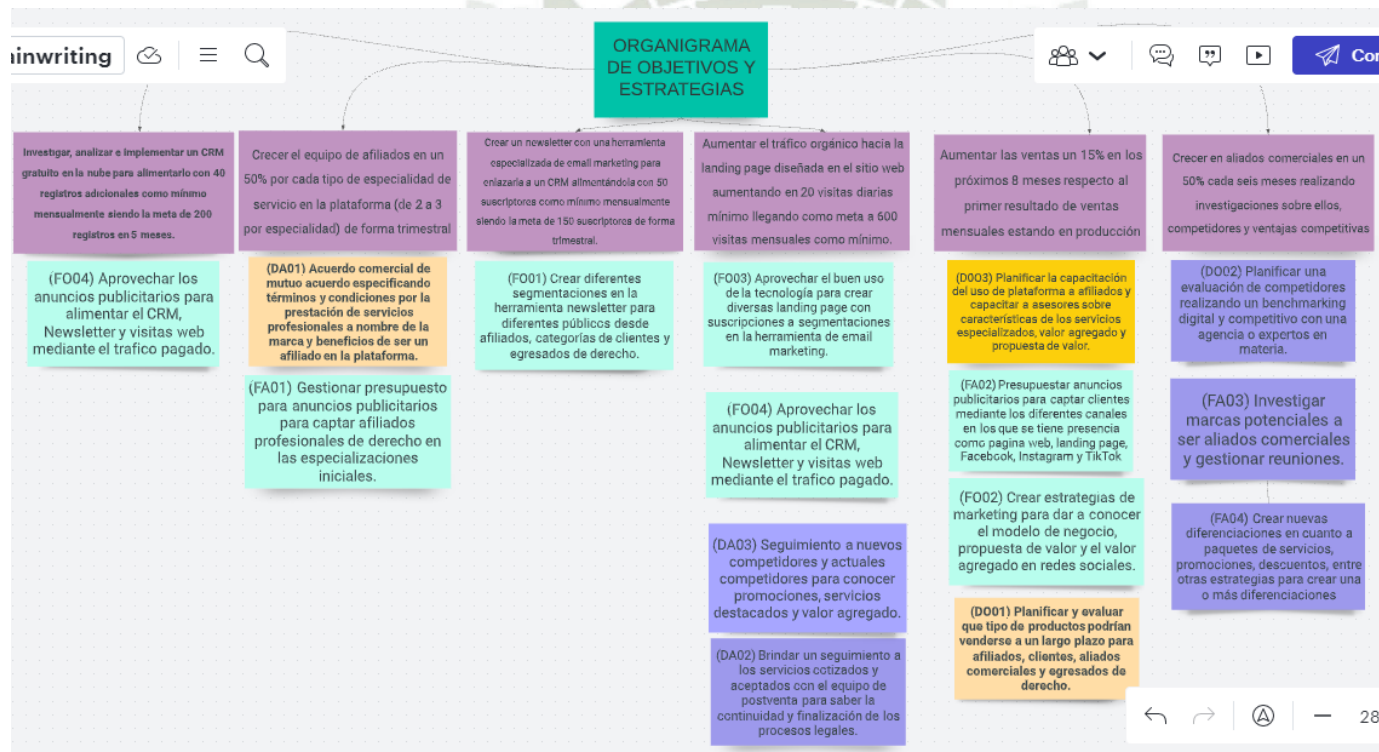 ainwriting
Con
ORGANIGRAMA
DE OBJETIVOS Y
ESTRATEGIAS
Investigar, analizar e implementar un CRM
gratuito en la nube para alimentarlo con 40
registros adicionales como mínimo
mensualmente siendo la meta de 200
registros en 5 meses.
(FO04) Aprovechar los
anuncios publicitarios para
alimentar el CRM,
Newsletter y visitas web
mediante el trafico pagado.
Crecer el equipo de afiliados en un
50% por cada tipo de especialidad de
servicio en la plataforma (de 2 a 3
por especialidad) de forma trimestral
(DA01) Acuerdo comercial de
mutuo acuerdo especificando
términos y condiciones por la
prestación de servicios
profesionales a nombre de la
marca y beneficios de ser un
afiliado en la plataforma.
(FA01) Gestionar presupuesto
para anuncios publicitarios
para captar afiliados
profesionales de derecho en
las especializaciones
iniciales.
Crear un newsletter con una herramienta
especializada de email marketing para
enlazarla a un CRM alimentándola con 50
suscriptores como mínimo mensualmente
siendo la meta de 150 suscriptores de forma
trimestral.
(FO01) Crear diferentes
segmentaciones en la
herramienta newsletter para
diferentes públicos desde
afiliados, categorías de clientes y
egresados de derecho.
Aumentar el tráfico orgánico hacia la
landing page diseñada en el sitio web
aumentando en 20 visitas diarias
mínimo llegando como meta a 600
visitas mensuales como mínimo.
(FO03) Aprovechar el buen uso
de la tecnología para crear
diversas landing page con
suscripciones a segmentaciones
en la herramienta de email
marketing.
(FO04) Aprovechar los
anuncios publicitarios para
alimentar el CRM,
Newsletter y visitas web
mediante el trafico pagado.
(DA03) Seguimiento a nuevos
competidores y actuales
competidores para conocer
promociones, servicios
destacados y valor agregado.
(DA02) Brindar un seguimiento a
los servicios cotizados y
aceptados con el equipo de
postventa para saber la
continuidad y finalización de los
procesos legales.
Aumentar las ventas un 15% en los
próximos 8 meses respecto al
primer resultado de ventas
mensuales estando en producción
(DO03) Planificar la capacitación
del uso de plataforma a afiliados y
capacitar a asesores sobre
características de los servicios
especializados, valor agregado y
propuesta de valor.
(FA02) Presupuestar anuncios
publicitarios para captar clientes
mediante los diferentes canales
en los que se tiene presencia
como pagina web, landing page,
Facebook, Instagram y TikTok
(FO02) Crear estrategias de
marketing para dar a conocer
el modelo de negocio,
propuesta de valor y el valor
agregado en redes sociales.
(DO01) Planificar y evaluar
que tipo de productos podrían
venderse a un largo plazo para
afiliados, clientes, aliados
comerciales y egresados de
derecho.
Crecer en aliados comerciales en un
50% cada seis meses realizando
investigaciones sobre ellos,
competidores y ventajas competitivas
(DO02) Planificar una
evaluación de competidores
realizando un benchmarking
digital y competitivo con una
agencia o expertos en
materia.
(FA03) Investigar
marcas potenciales a
ser aliados comerciales
y gestionar reuniones.
(FA04) Crear nuevas
diferenciaciones en cuanto a
paquetes de servicios,
promociones, descuentos, entre
otras estrategias para crear una
o más diferenciaciones
28